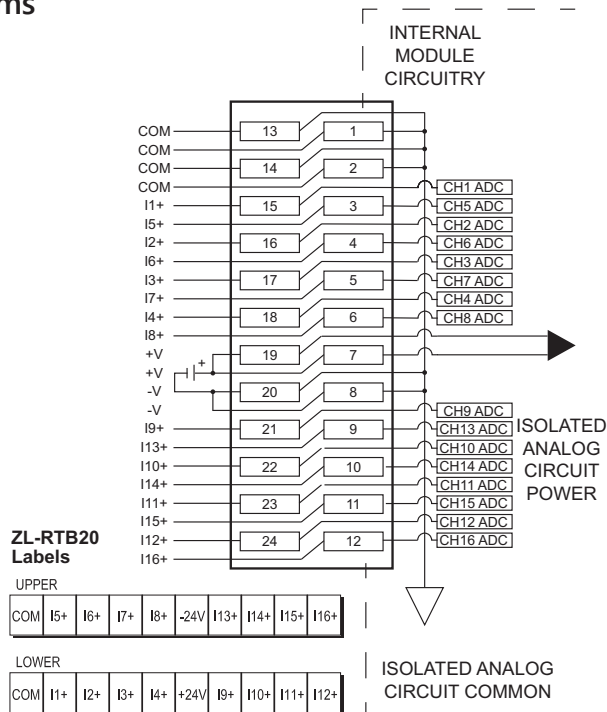 ms
INTERNAL
MODULE
CIRCUITRY
COM 13 1
COM
COM 14 2
COM CH1 ADC
I1+ 15 3 CH5 ADC
I5+ CH2 ADC
I2+ 16 4 CH6 ADC
I6+ CH3 ADC
I3+ 17 5 CH7 ADC
I7+ CH4 ADC
I4+ 18 6 CH8 ADC
I8+
+V 19 7
+V +
-V 20 8
-V CH9 ADC
I9+ 21 9 CH13 ADC
I13+ CH10 ADC
I10+ 22 10 CH14 ADC
I14+ CH11 ADC
I11+ 23 11 CH15 ADC
I15+ CH12 ADC
I12+ 24 12 CH16 ADC
I16+
ISOLATED
ANALOG
CIRCUIT
POWER
ZL-RTB20
Labels
UPPER
COM I5+ I6+ I7+ I8+ -24V I13+ I14+ I15+ I16+
LOWER
COM I1+ I2+ I3+ I4+ +24V I9+ I10+ I11+ I12+
ISOLATED ANALOG
CIRCUIT COMMON